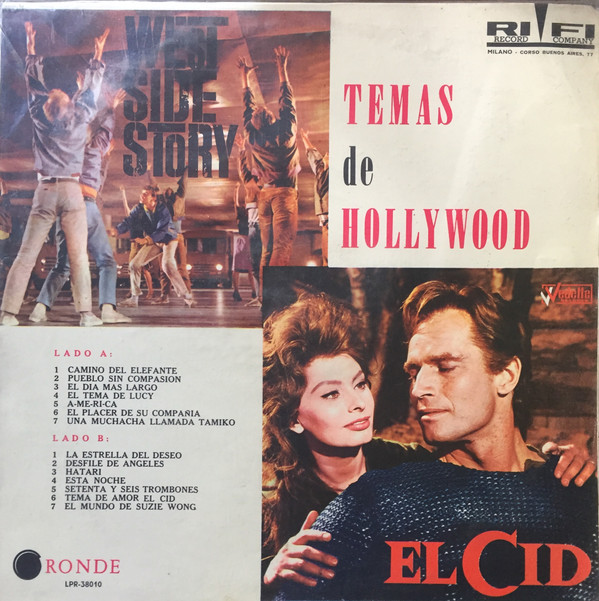 WEST
SIDE
STORY
RIFI
RECORD COMPANY
MILANO - CORSO BUENOS AIRES, 77
TEMAS
de
HOLLYWOOD
LADO A:
1 CAMINO DEL ELEFANTE
2 PUEBLO SIN COMPASION
3 EL DIA MAS LARGO
4 EL TEMA DE LUCY
5 A-ME-RI-CA
6 EL PLACER DE SU COMPAÑIA
7 UNA MUCHACHA LLAMADA TAMIKO
LADO B:
1 LA ESTRELLA DEL DESEO
2 DESFILE DE ANGELES
3 HATARI
4 ESTA NOCHE
5 SETENTA Y SEIS TROMBONES
6 TEMA DE AMOR EL CID
7 EL MUNDO DE SUZIE WONG
RONDE
LPR-38010
EL CID